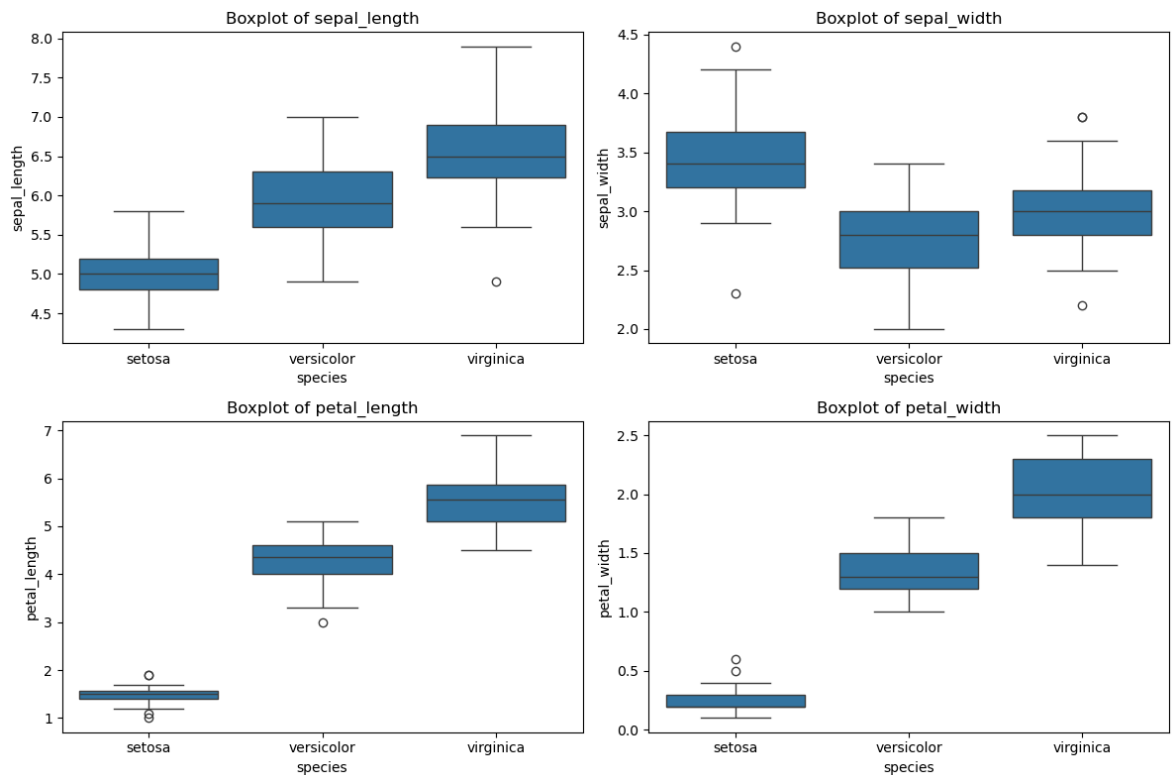 Boxplot of sepal_length
8.0
7.5
7.0
6.5
6.0
5.5
5.0
4.5
sepal_length
setosa versicolor virginica
species
Boxplot of sepal_width
4.5
4.0
3.5
3.0
2.5
2.0
sepal_width
setosa versicolor virginica
species
Boxplot of petal_length
7
6
5
4
3
2
1
petal_length
setosa versicolor virginica
species
Boxplot of petal_width
2.5
2.0
1.5
1.0
0.5
0.0
petal_width
setosa versicolor virginica
species